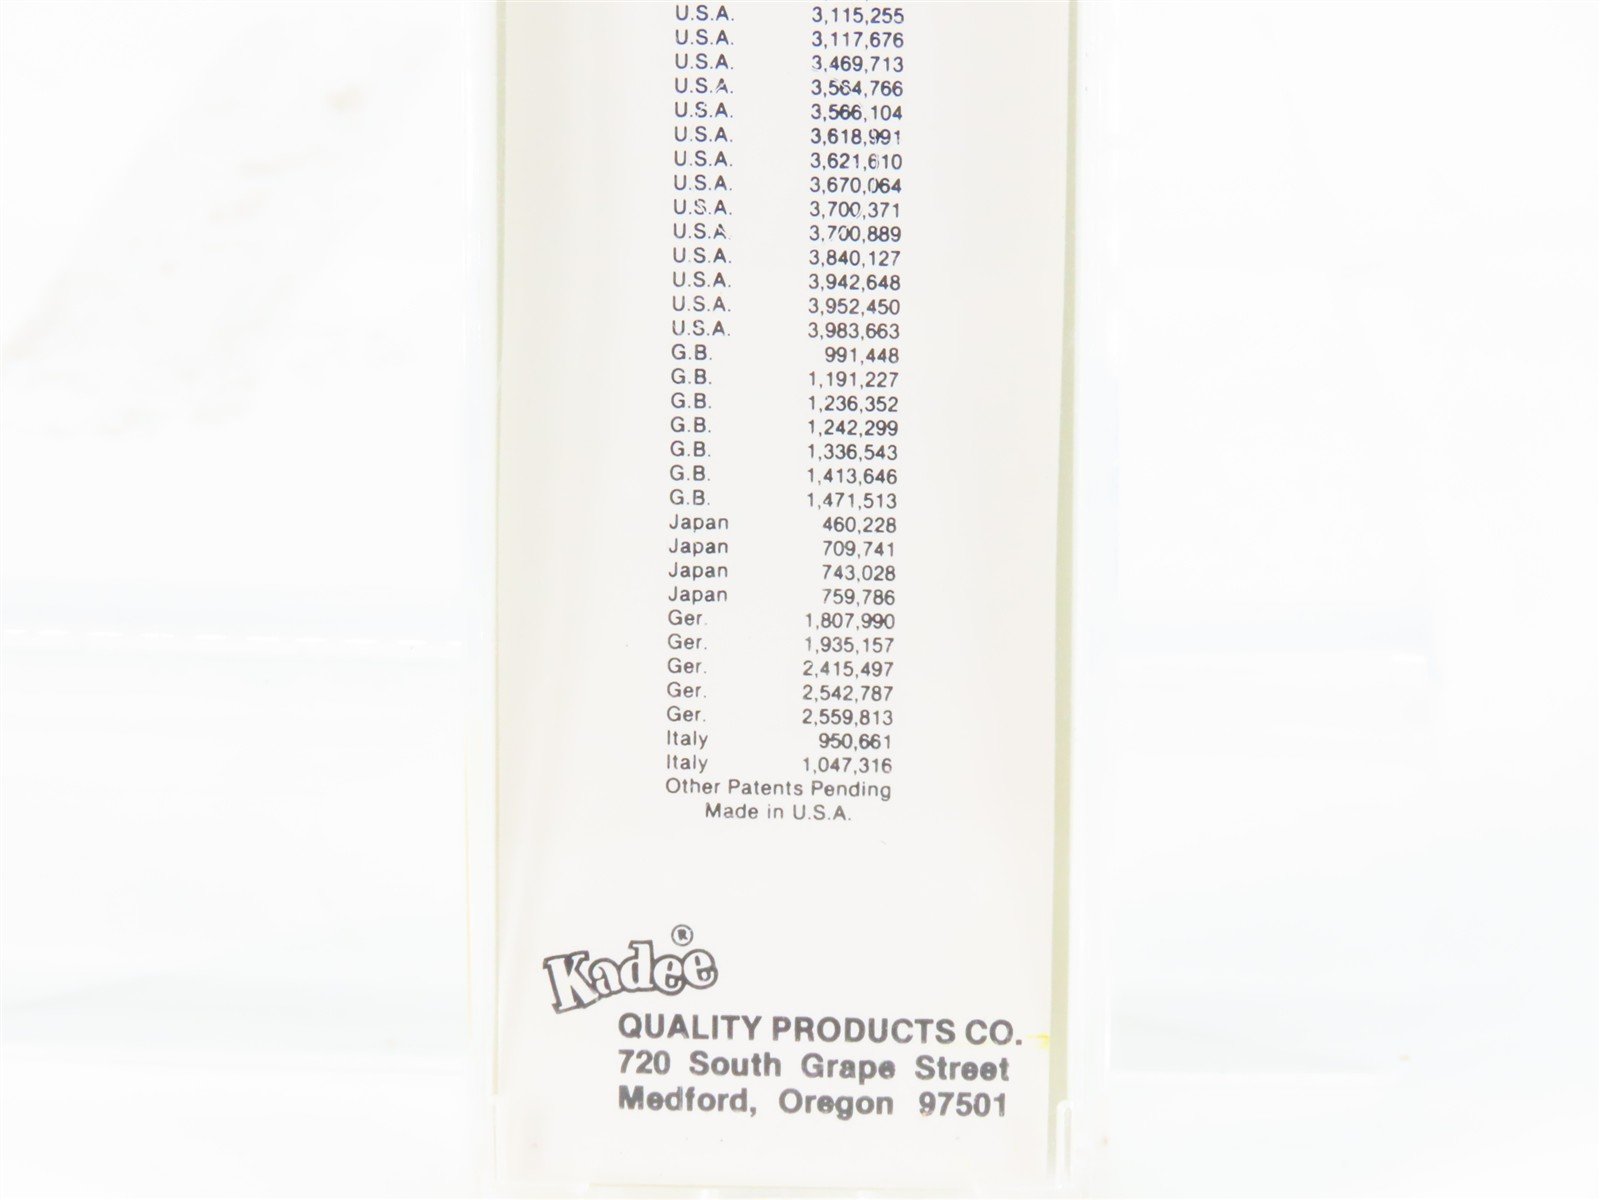 U.S.A. 3,115,255
U.S.A. 3,117,676
U.S.A. 3,469,713
U.S.A. 3,564,766
U.S.A. 3,566,104
U.S.A. 3,618,991
U.S.A. 3,621,610
U.S.A. 3,670,064
U.S.A. 3,700,371
U.S.A. 3,700,889
U.S.A. 3,840,127
U.S.A. 3,942,648
U.S.A. 3,952,450
U.S.A. 3,983,663
G.B. 991,448
G.B. 1,191,227
G.B. 1,236,352
G.B. 1,242,299
G.B. 1,336,543
G.B. 1,413,646
G.B. 1,471,513
Japan 460,228
Japan 709,741
Japan 743,028
Japan 759,786
Ger. 1,807,990
Ger. 1,935,157
Ger. 2,415,497
Ger. 2,542,787
Ger. 2,559,813
Italy 950,661
Italy 1,047,316
Other Patents Pending
Made in U.S.A.
Kadee®
QUALITY PRODUCTS CO.
720 South Grape Street
Medford, Oregon 97501